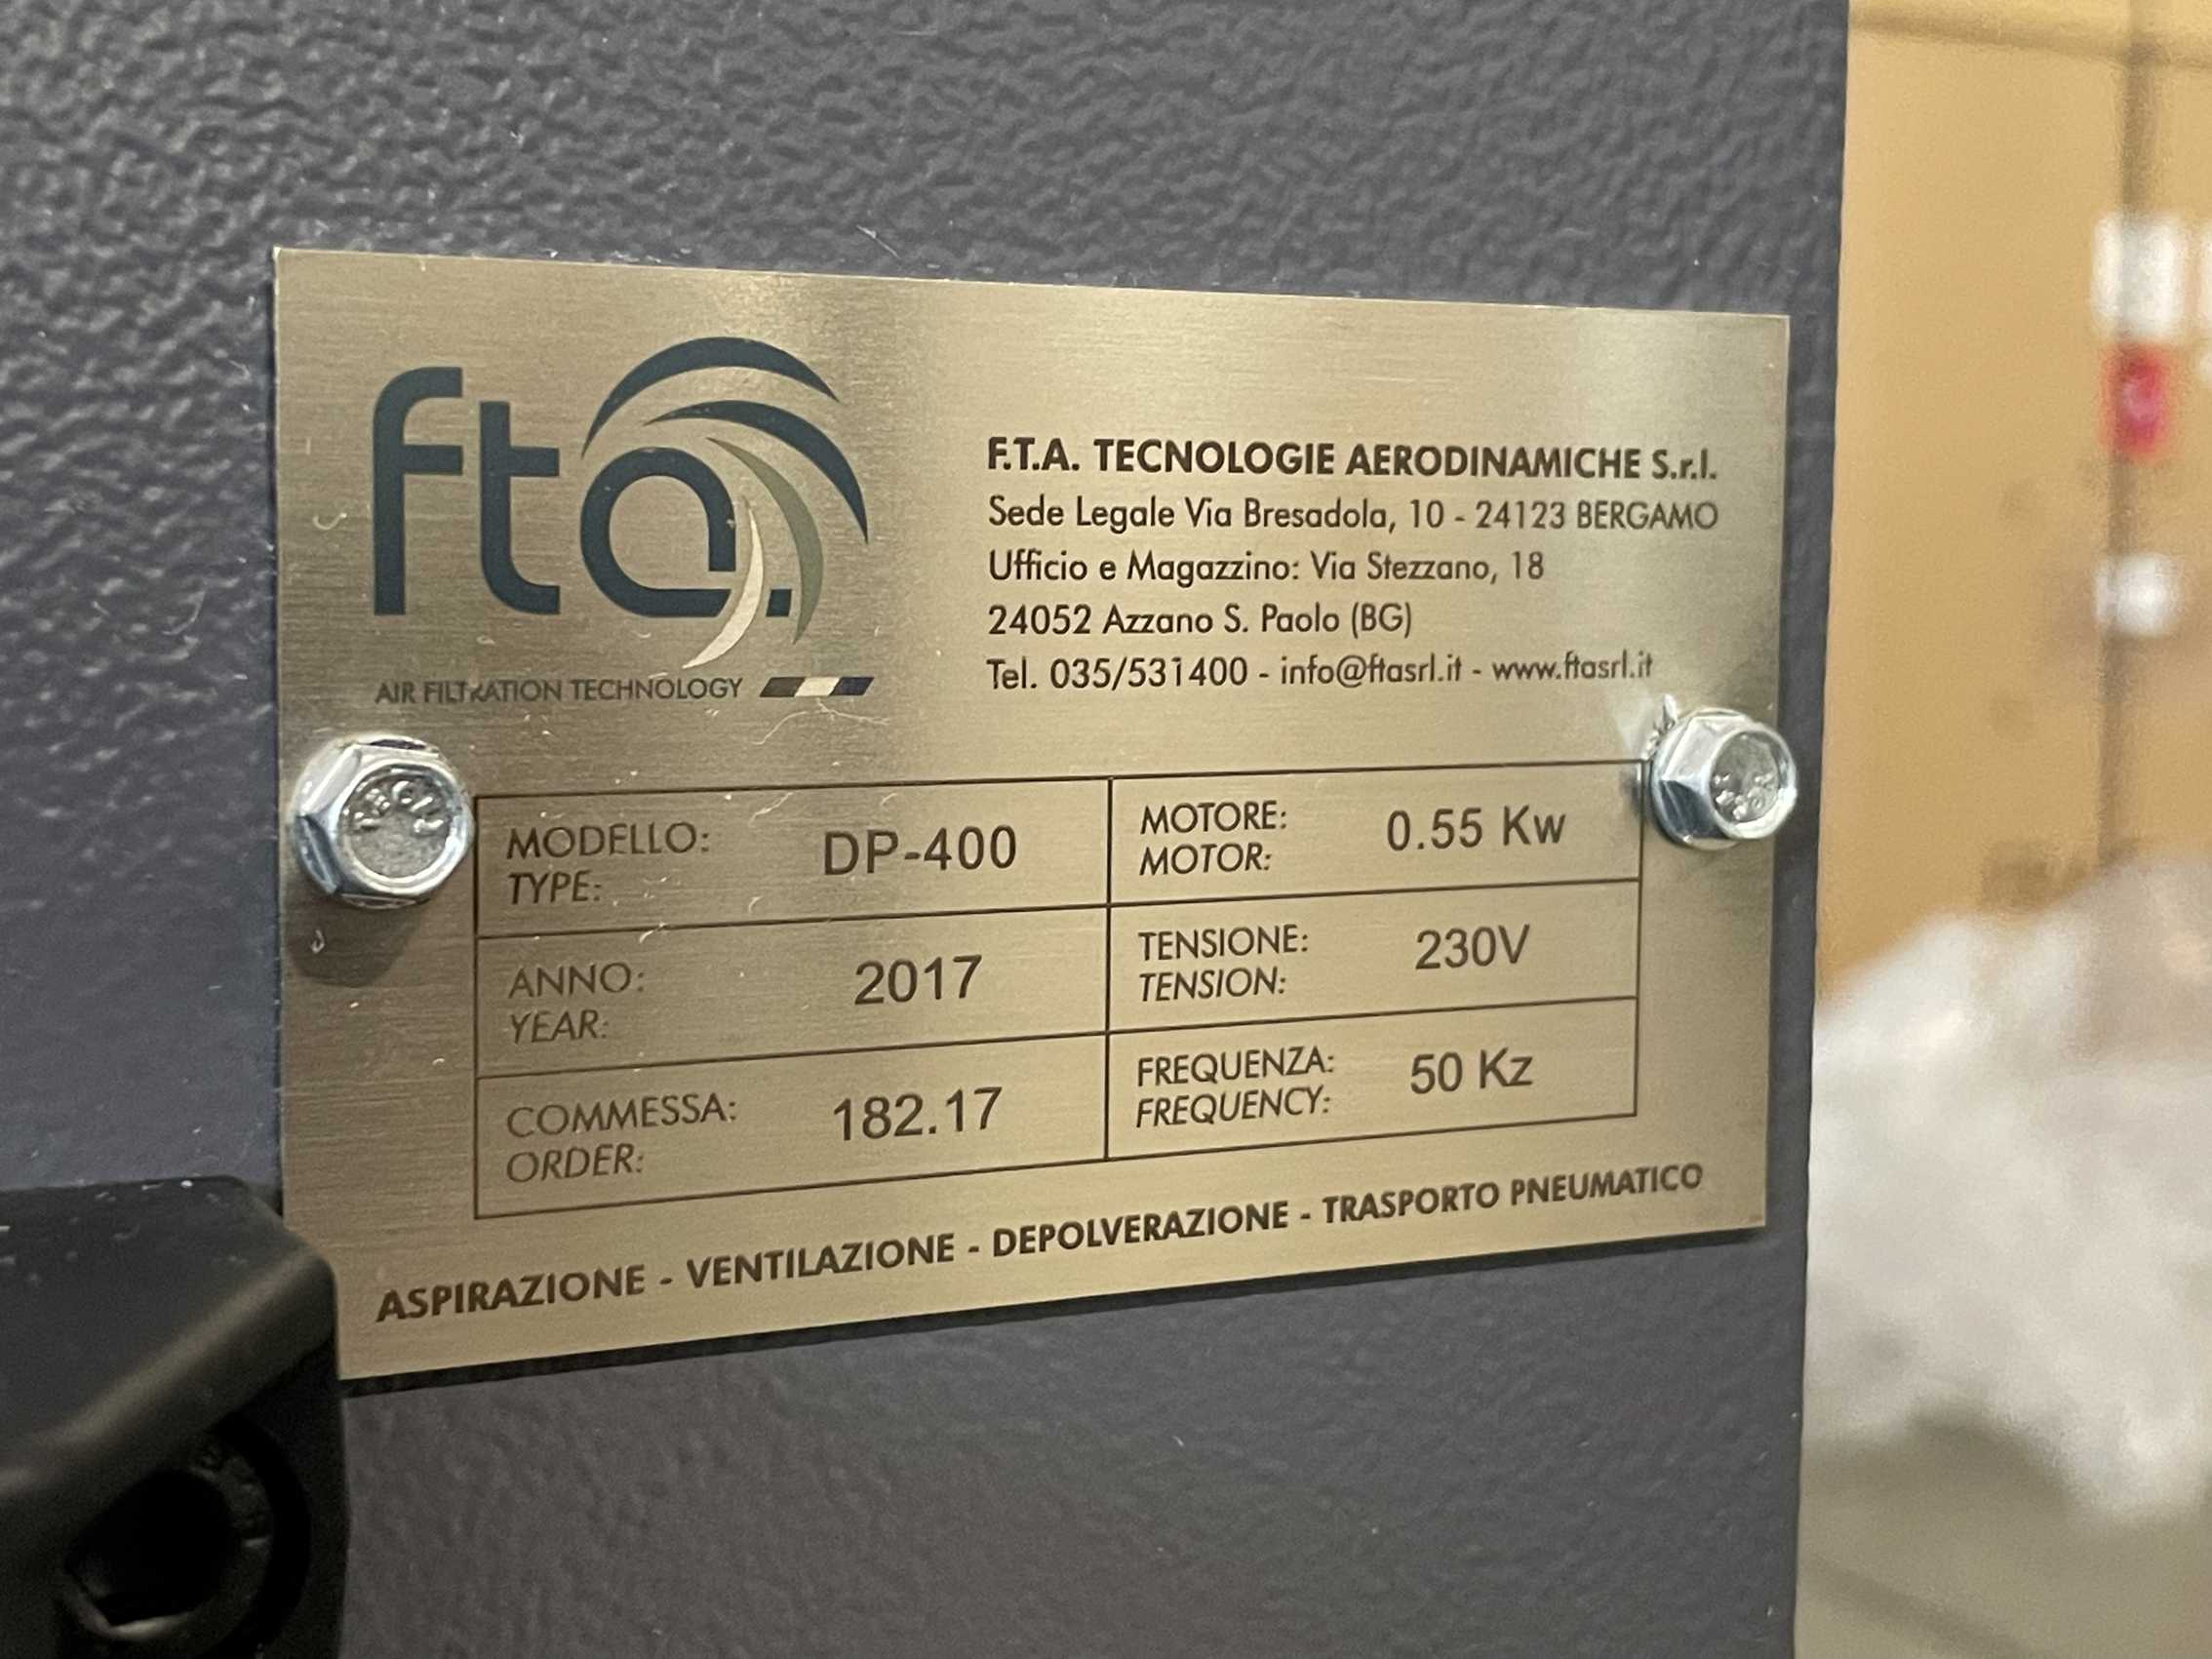 fta.
AIR FILTRATION TECHNOLOGY
F.T.A. TECNOLOGIE AERODINAMICHE S.r.l.
Sede Legale Via Bresadola, 10 - 24123 BERGAMO
Ufficio e Magazzino: Via Stezzano, 18
24052 Azzano S. Paolo (BG)
Tel. 035/531400 - info@ftasrl.it - www.ftasrl.it
MODELLO: DP-400
TYPE:
MOTORE: 0.55 Kw
MOTOR:
ANNO: 2017
YEAR:
TENSIONE: 230V
TENSION:
COMMESSA: 182.17
ORDER:
FREQUENZA: 50 Kz
FREQUENCY:
ASPIRAZIONE - VENTILAZIONE - DEPOLVERAZIONE - TRASPORTO PNEUMATICO